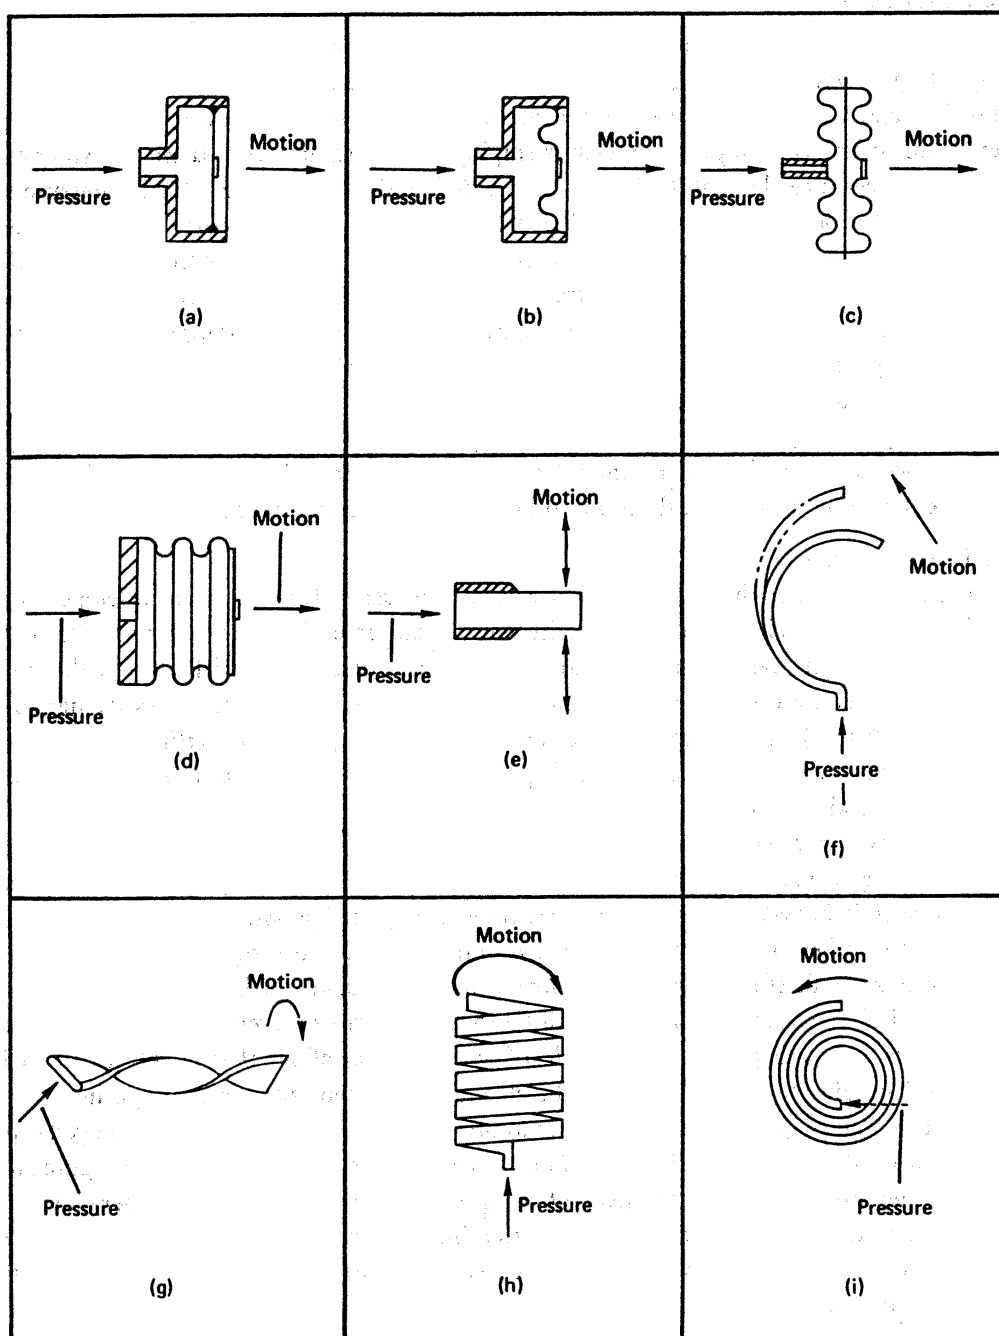 Motion
Pressure
(a)
Motion
Pressure
(b)
Motion
Pressure
(c)
Motion
Pressure
(d)
Motion
Pressure
(e)
Motion
Pressure
(f)
Motion
Pressure
(g)
Motion
Pressure
(h)
Motion
Pressure
(i)